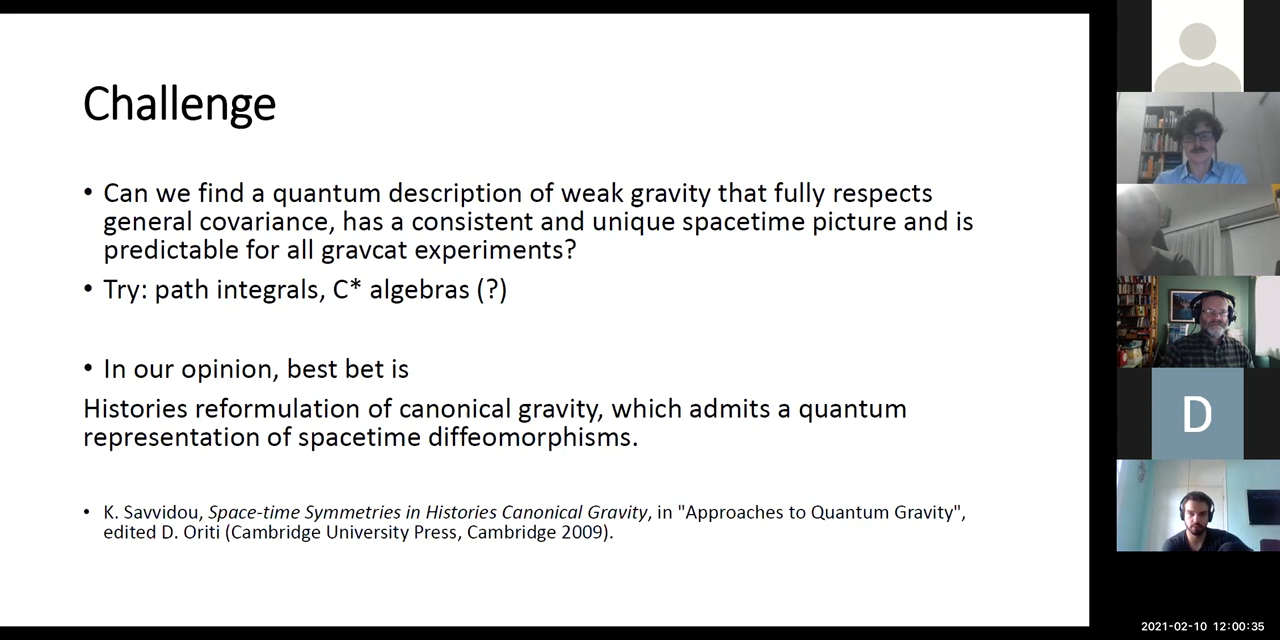 Challenge
• Can we find a quantum description of weak gravity that fully respects
general covariance, has a consistent and unique spacetime picture and is
predictable for all gravcat experiments?
• Try: path integrals, C* algebras (?)
• In our opinion, best bet is
Histories reformulation of canonical gravity, which admits a quantum
representation of spacetime diffeomorphisms.
• K. Savvidou, Space-time Symmetries in Histories Canonical Gravity, in "Approaches to Quantum Gravity",
edited D. Oriti (Cambridge University Press, Cambridge 2009).
D
2021-02-10 12:00:35